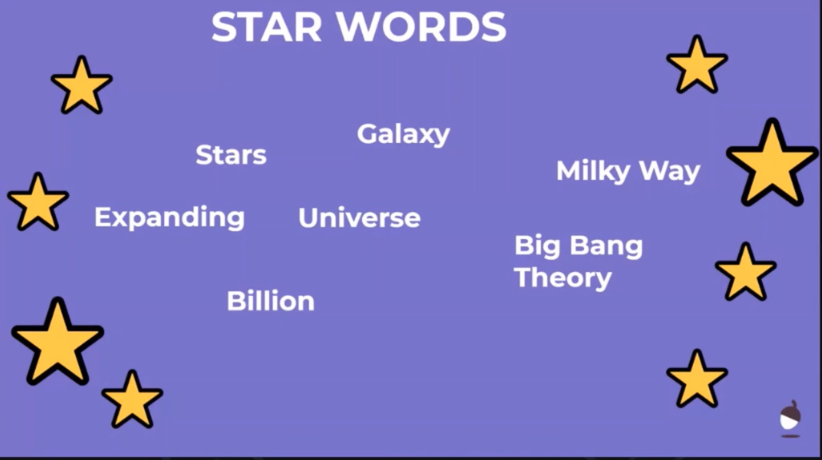 STAR WORDS
Galaxy
Stars
Milky Way
Expanding
Universe
Big Bang
Theory
Billion